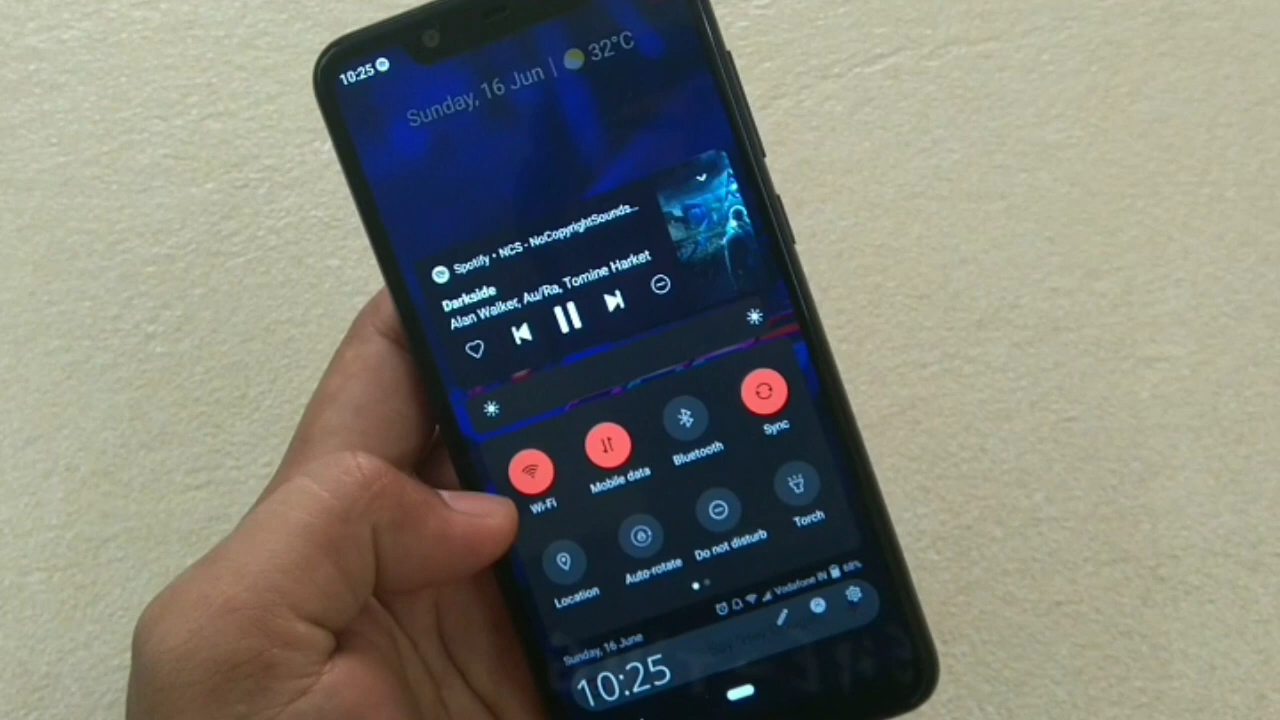 10:25
Sunday, 16 Jun | 32°C
Spotify • NCS - NoCopyrightSounds...
Darkside
Alan Walker, Au/Ra, Tomine Harket
Wi-Fi
Mobile data
Bluetooth
Sync
Location
Auto-rotate
Do not disturb
Torch
Vodafone IN 68%
Sunday, 16 June
10:25